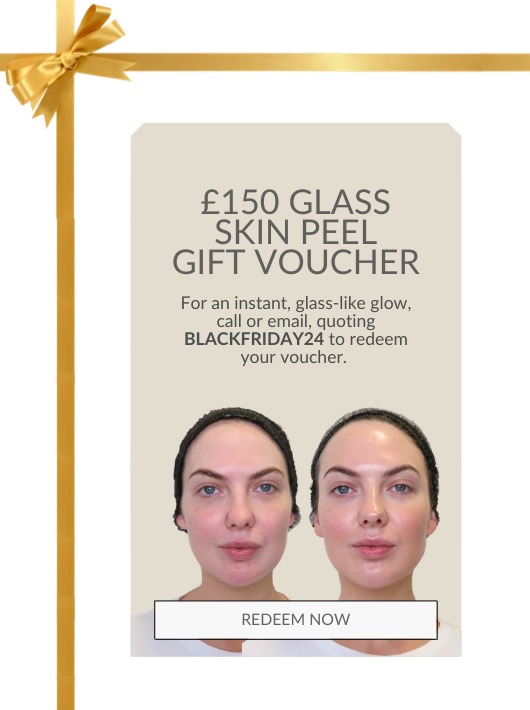 £150 GLASS
SKIN PEEL
GIFT VOUCHER
For an instant, glass-like glow,
call or email, quoting
BLACKFRIDAY24 to redeem
your voucher.
REDEEM NOW